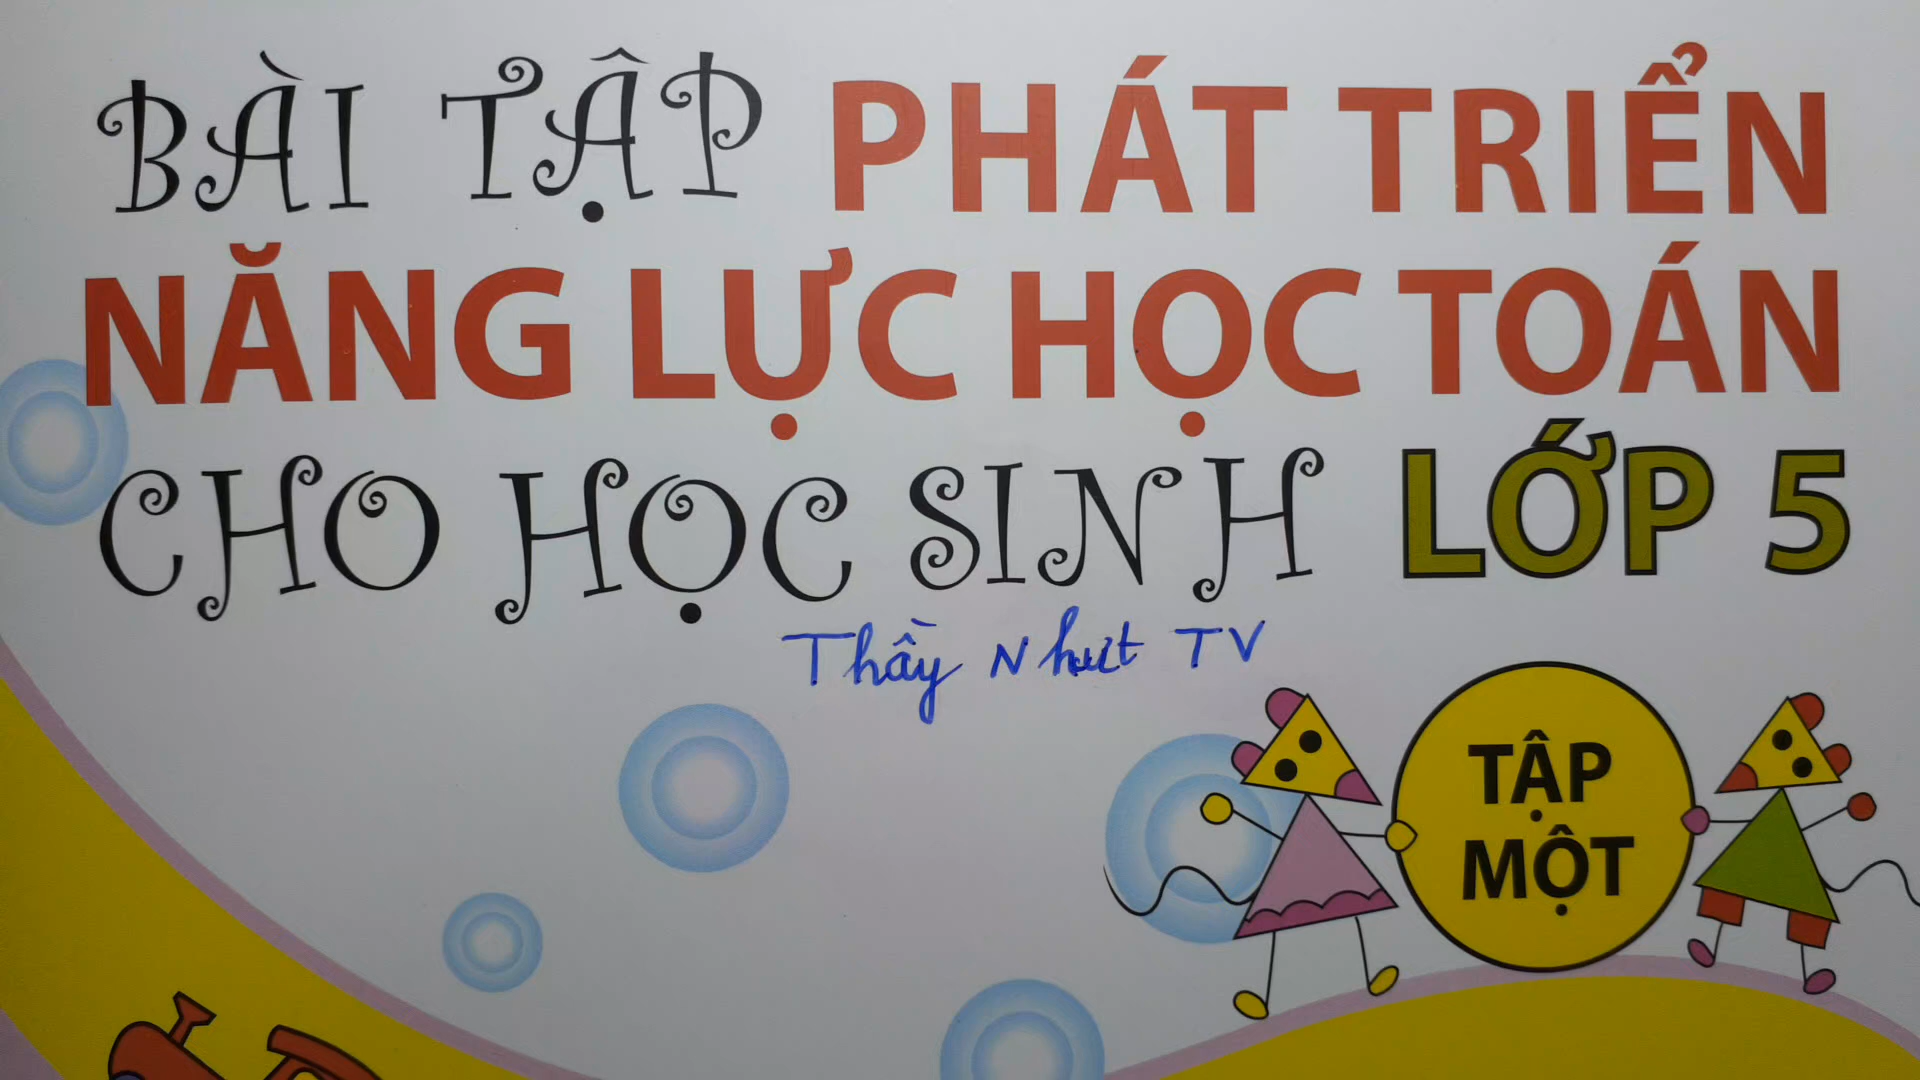 BÀI TẬP PHÁT TRIỂN
NĂNG LỰC HỌC TOÁN
CHO HỌC SINH LỚP 5
Thầy Nhựt TV
TẬP
MỘT